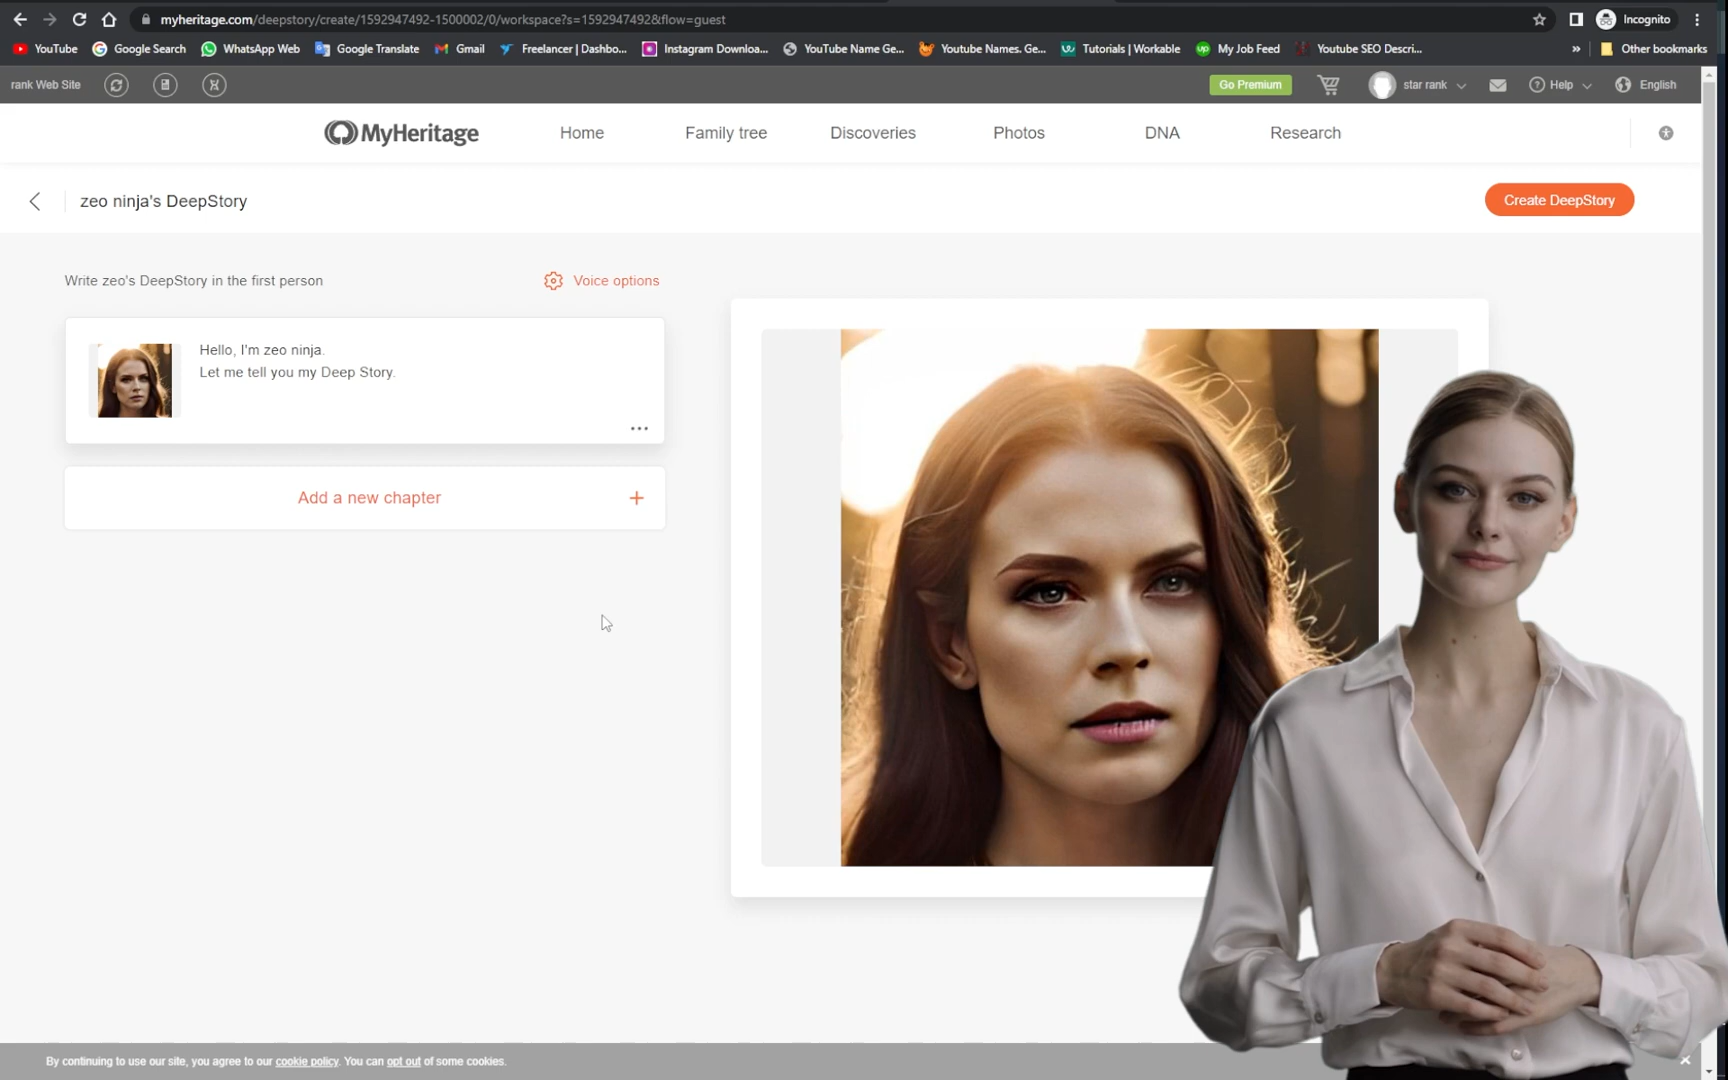 myheritage.com/deepstory/create/1592947492-1500002/0/workspace?s=1592947492&flow=guest
Incognito
YouTube
Google Search
WhatsApp Web
Google Translate
Gmail
Freelancer | Dashbo...
Instagram Downloa...
YouTube Name Ge...
Youtube Names. Ge...
Tutorials | Workable
My Job Feed
Youtube SEO Descri...
»
Other bookmarks
rank Web Site
Go Premium
star rank
Help
English
MyHeritage
Home
Family tree
Discoveries
Photos
DNA
Research
zeo ninja's DeepStory
Create DeepStory
Write zeo's DeepStory in the first person
Voice options
Hello, I'm zeo ninja.
Let me tell you my Deep Story.
...
Add a new chapter +
By continuing to use our site, you agree to our cookie policy. You can opt out of some cookies.